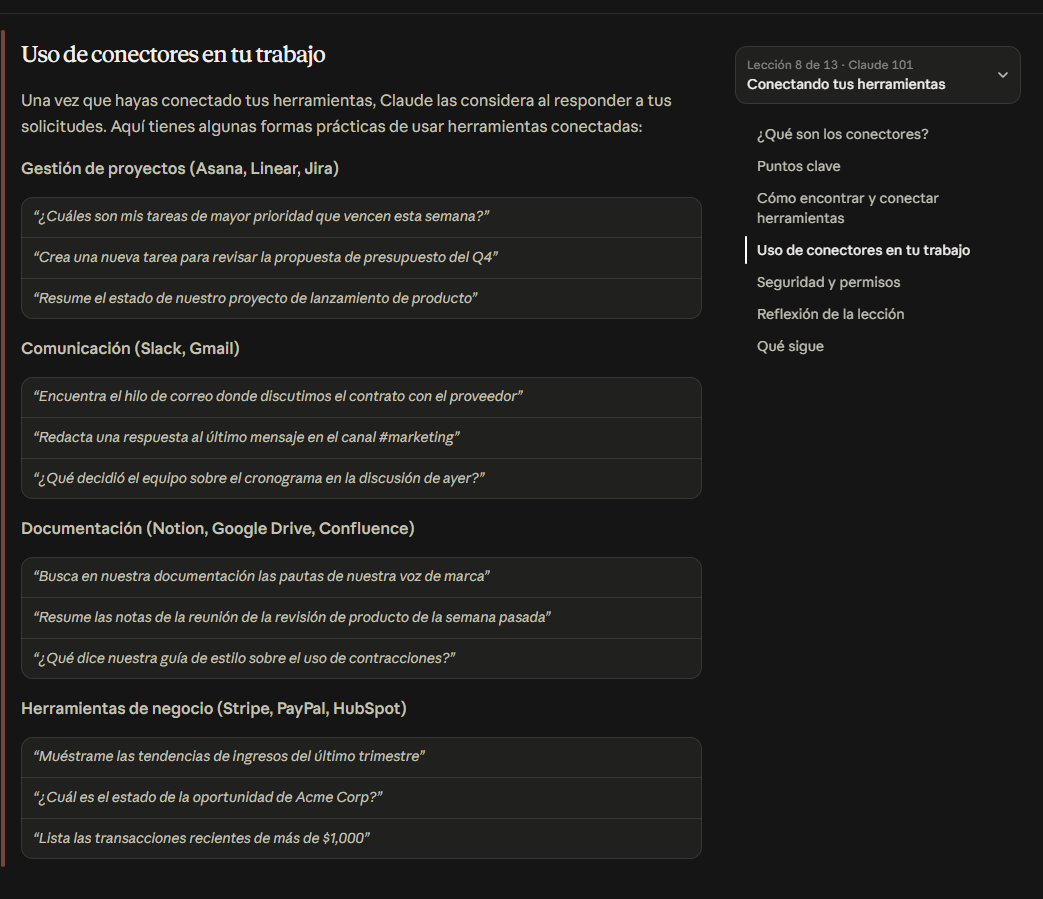 Uso de conectores en tu trabajo
Una vez que hayas conectado tus herramientas, Claude las considera al responder a tus
solicitudes. Aquí tienes algunas formas prácticas de usar herramientas conectadas:
Gestión de proyectos (Asana, Linear, Jira)
“¿Cuáles son mis tareas de mayor prioridad que vencen esta semana?”
“Crea una nueva tarea para revisar la propuesta de presupuesto del Q4”
“Resume el estado de nuestro proyecto de lanzamiento de producto”
Comunicación (Slack, Gmail)
“Encuentra el hilo de correo donde discutimos el contrato con el proveedor”
“Redacta una respuesta al último mensaje en el canal #marketing”
“¿Qué decidió el equipo sobre el cronograma en la discusión de ayer?”
Documentación (Notion, Google Drive, Confluence)
“Busca en nuestra documentación las pautas de nuestra voz de marca”
“Resume las notas de la reunión de la revisión de producto de la semana pasada”
“¿Qué dice nuestra guía de estilo sobre el uso de contracciones?”
Herramientas de negocio (Stripe, PayPal, HubSpot)
“Muéstrame las tendencias de ingresos del último trimestre”
“¿Cuál es el estado de la oportunidad de Acme Corp?”
“Lista las transacciones recientes de más de $1,000”
Lección 8 de 13 · Claude 101
Conectando tus herramientas
¿Qué son los conectores?
Puntos clave
Cómo encontrar y conectar
herramientas
Uso de conectores en tu trabajo
Seguridad y permisos
Reflexión de la lección
Qué sigue